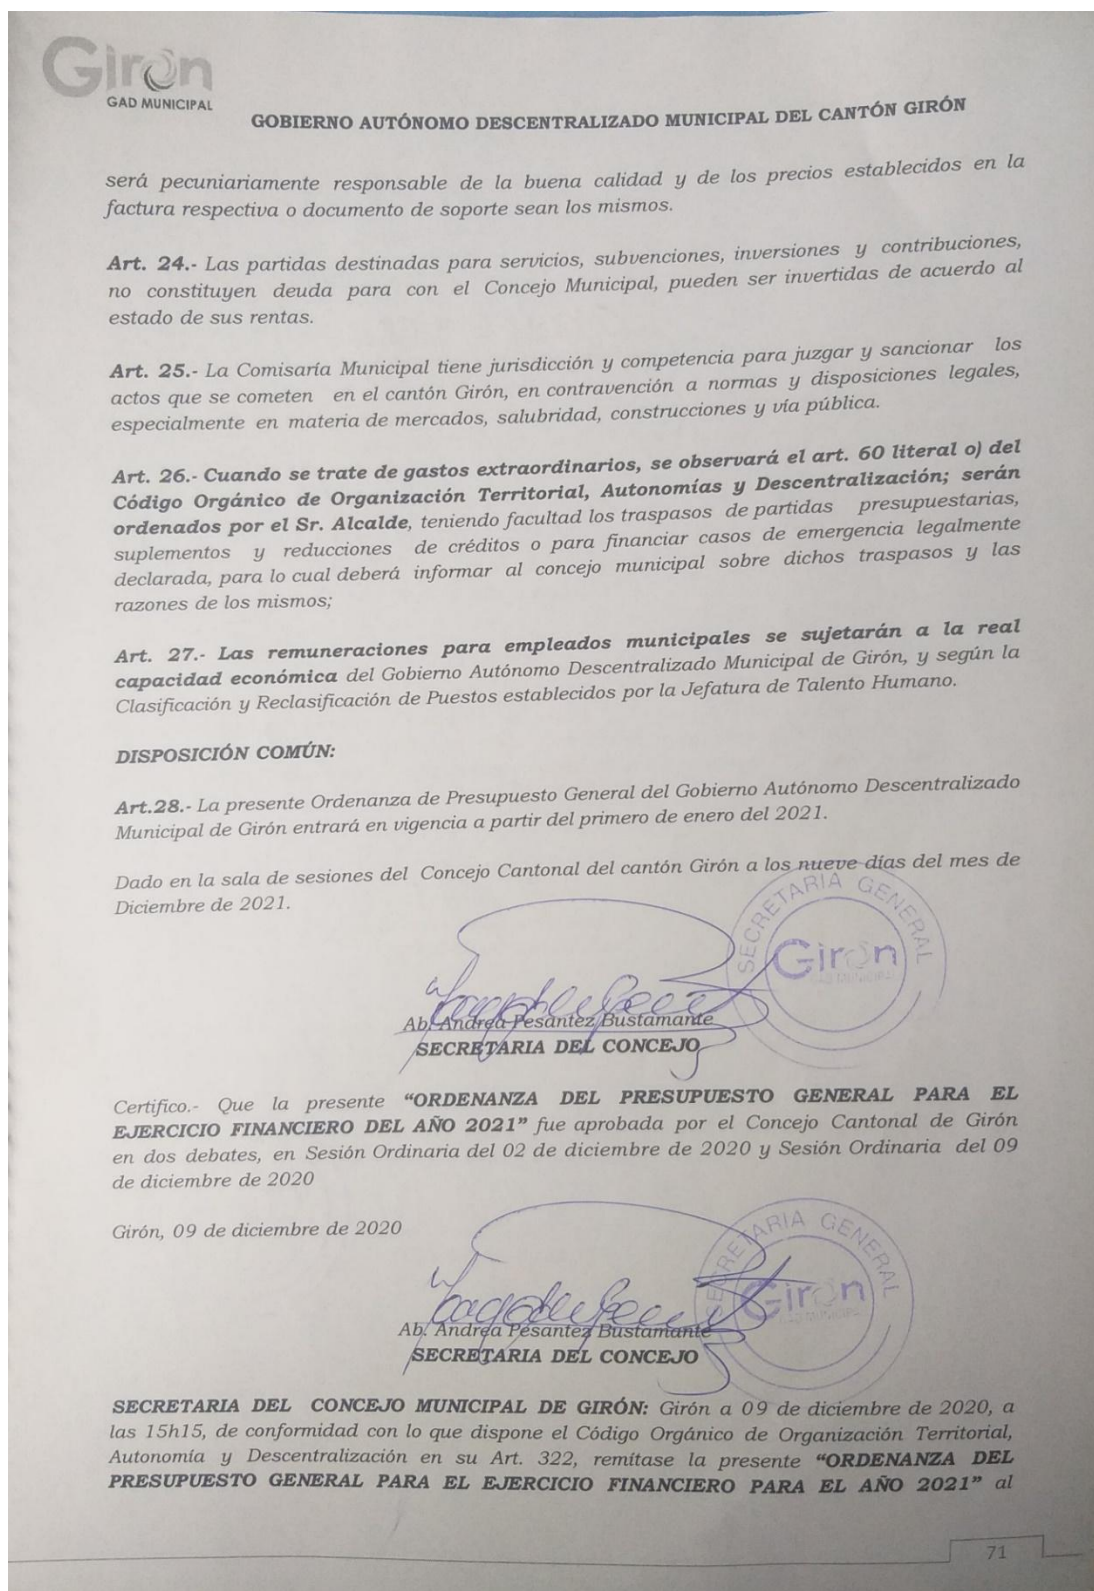 Girón
GAD MUNICIPAL
GOBIERNO AUTÓNOMO DESCENTRALIZADO MUNICIPAL DEL CANTÓN GIRÓN
será pecuniariamente responsable de la buena calidad y de los precios establecidos en la
factura respectiva o documento de soporte sean los mismos.
Art. 24.- Las partidas destinadas para servicios, subvenciones, inversiones y contribuciones,
no constituyen deuda para con el Concejo Municipal, pueden ser invertidas de acuerdo al
estado de sus rentas.
Art. 25.- La Comisaría Municipal tiene jurisdicción y competencia para juzgar y sancionar los
actos que se cometen en el cantón Girón, en contravención a normas y disposiciones legales,
especialmente en materia de mercados, salubridad, construcciones y vía pública.
Art. 26.- Cuando se trate de gastos extraordinarios, se observará el art. 60 literal o) del
Código Orgánico de Organización Territorial, Autonomías y Descentralización; serán
ordenados por el Sr. Alcalde, teniendo facultad los traspasos de partidas presupuestarias,
suplementos y reducciones de créditos o para financiar casos de emergencia legalmente
declarada, para lo cual deberá informar al concejo municipal sobre dichos traspasos y las
razones de los mismos;
Art. 27.- Las remuneraciones para empleados municipales se sujetarán a la real
capacidad económica del Gobierno Autónomo Descentralizado Municipal de Girón, y según la
Clasificación y Reclasificación de Puestos establecidos por la Jefatura de Talento Humano.
DISPOSICIÓN COMÚN:
Art.28.- La presente Ordenanza de Presupuesto General del Gobierno Autónomo Descentralizado
Municipal de Girón entrará en vigencia a partir del primero de enero del 2021.
Dado en la sala de sesiones del Concejo Cantonal del cantón Girón a los nueve días del mes de
Diciembre de 2021.
SECRETARIA GENERAL
Girón
GAD MUNICIPAL
Ab. Andrea Pesantez Bustamante
SECRETARIA DEL CONCEJO
Certifico.- Que la presente “ORDENANZA DEL PRESUPUESTO GENERAL PARA EL
EJERCICIO FINANCIERO DEL AÑO 2021” fue aprobada por el Concejo Cantonal de Girón
en dos debates, en Sesión Ordinaria del 02 de diciembre de 2020 y Sesión Ordinaria del 09
de diciembre de 2020
Girón, 09 de diciembre de 2020
SECRETARIA GENERAL
Girón
GAD MUNICIPAL
Ab. Andrea Pesantez Bustamante
SECRETARIA DEL CONCEJO
SECRETARIA DEL CONCEJO MUNICIPAL DE GIRÓN: Girón a 09 de diciembre de 2020, a
las 15h15, de conformidad con lo que dispone el Código Orgánico de Organización Territorial,
Autonomía y Descentralización en su Art. 322, remítase la presente “ORDENANZA DEL
PRESUPUESTO GENERAL PARA EL EJERCICIO FINANCIERO PARA EL AÑO 2021” al
71